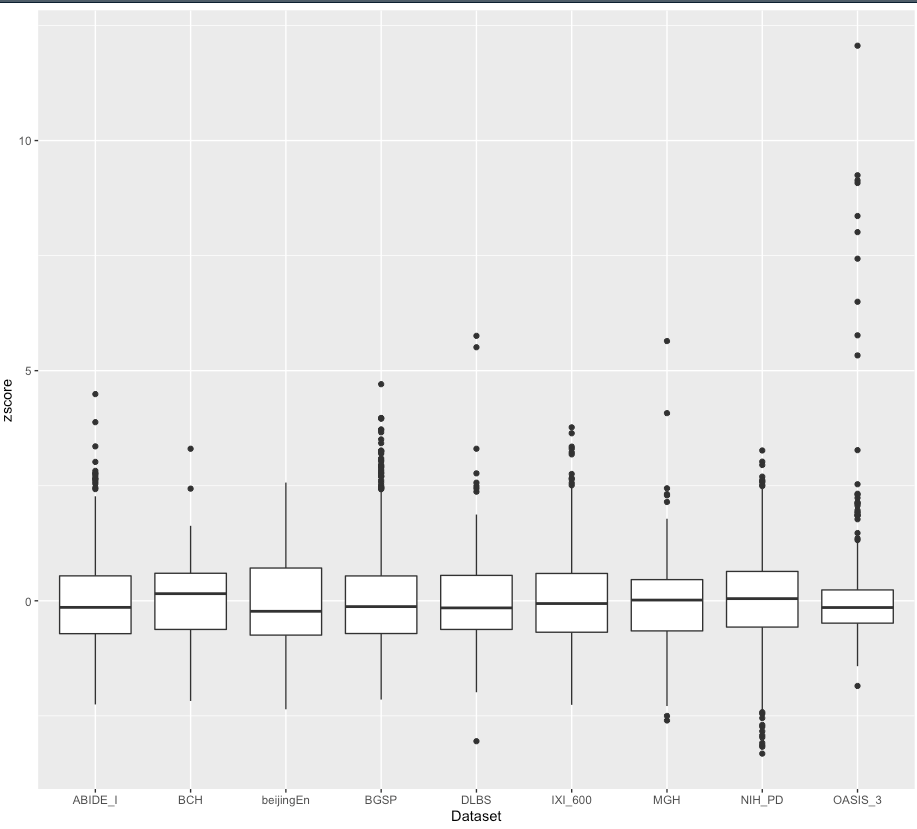 zscore
10
5
0
ABIDE_I BCH beijingEn BGSP DLBS IXI_600 MGH NIH_PD OASIS_3
Dataset